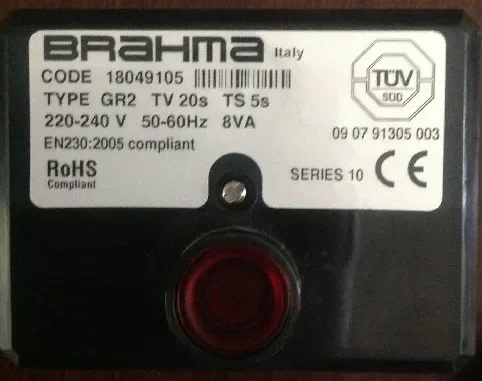 BRAHMA Italy
CODE 18049105
TYPE GR2 TV 20s TS 5s
220-240 V 50-60Hz 8VA
EN230:2005 compliant
RoHS
Compliant
TÜV
SÜD
09 07 91305 003
SERIES 10 CE